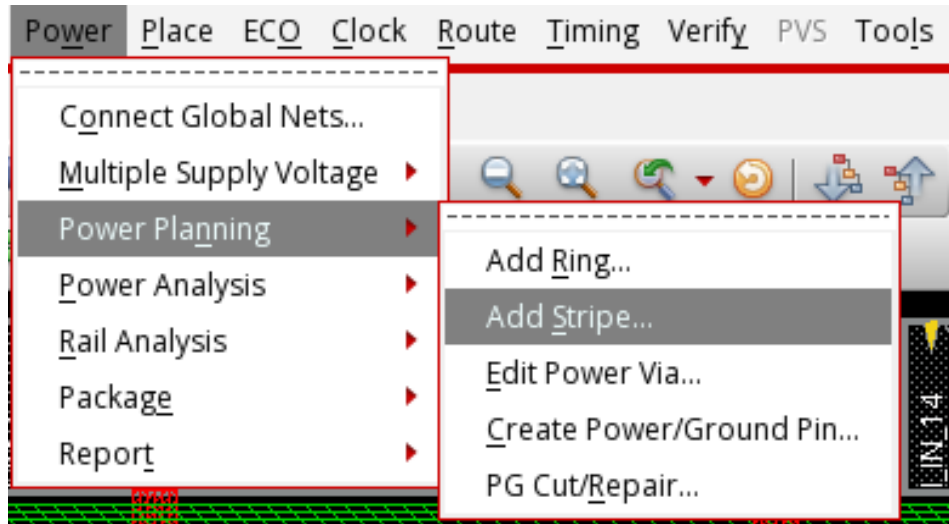 Power Place ECO Clock Route Timing Verify PVS Tools
Connect Global Nets...
Multiple Supply Voltage
Power Planning
Power Analysis
Rail Analysis
Package
Report
Add Ring...
Add Stripe...
Edit Power Via...
Create Power/Ground Pin...
PG Cut/Repair...